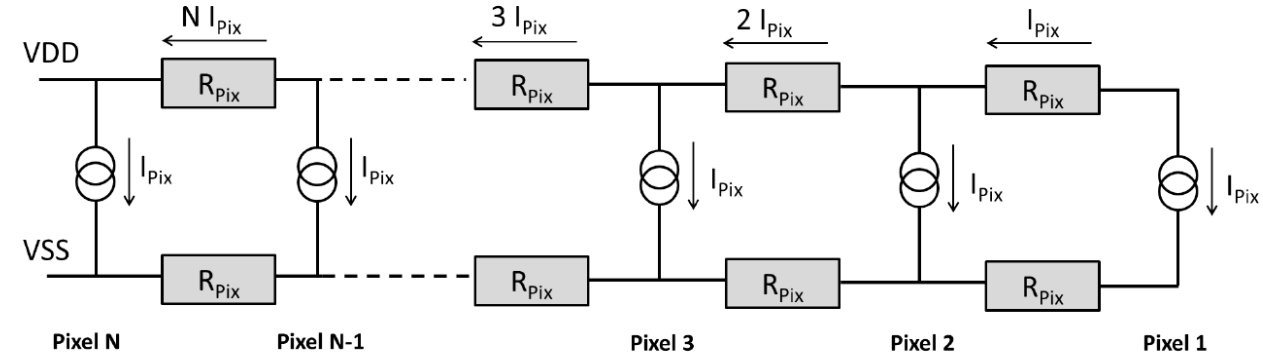 N I_Pix 3 I_Pix 2 I_Pix I_Pix
VDD R_Pix R_Pix R_Pix R_Pix
I_Pix I_Pix I_Pix I_Pix I_Pix
VSS R_Pix R_Pix R_Pix R_Pix
Pixel N Pixel N-1 Pixel 3 Pixel 2 Pixel 1